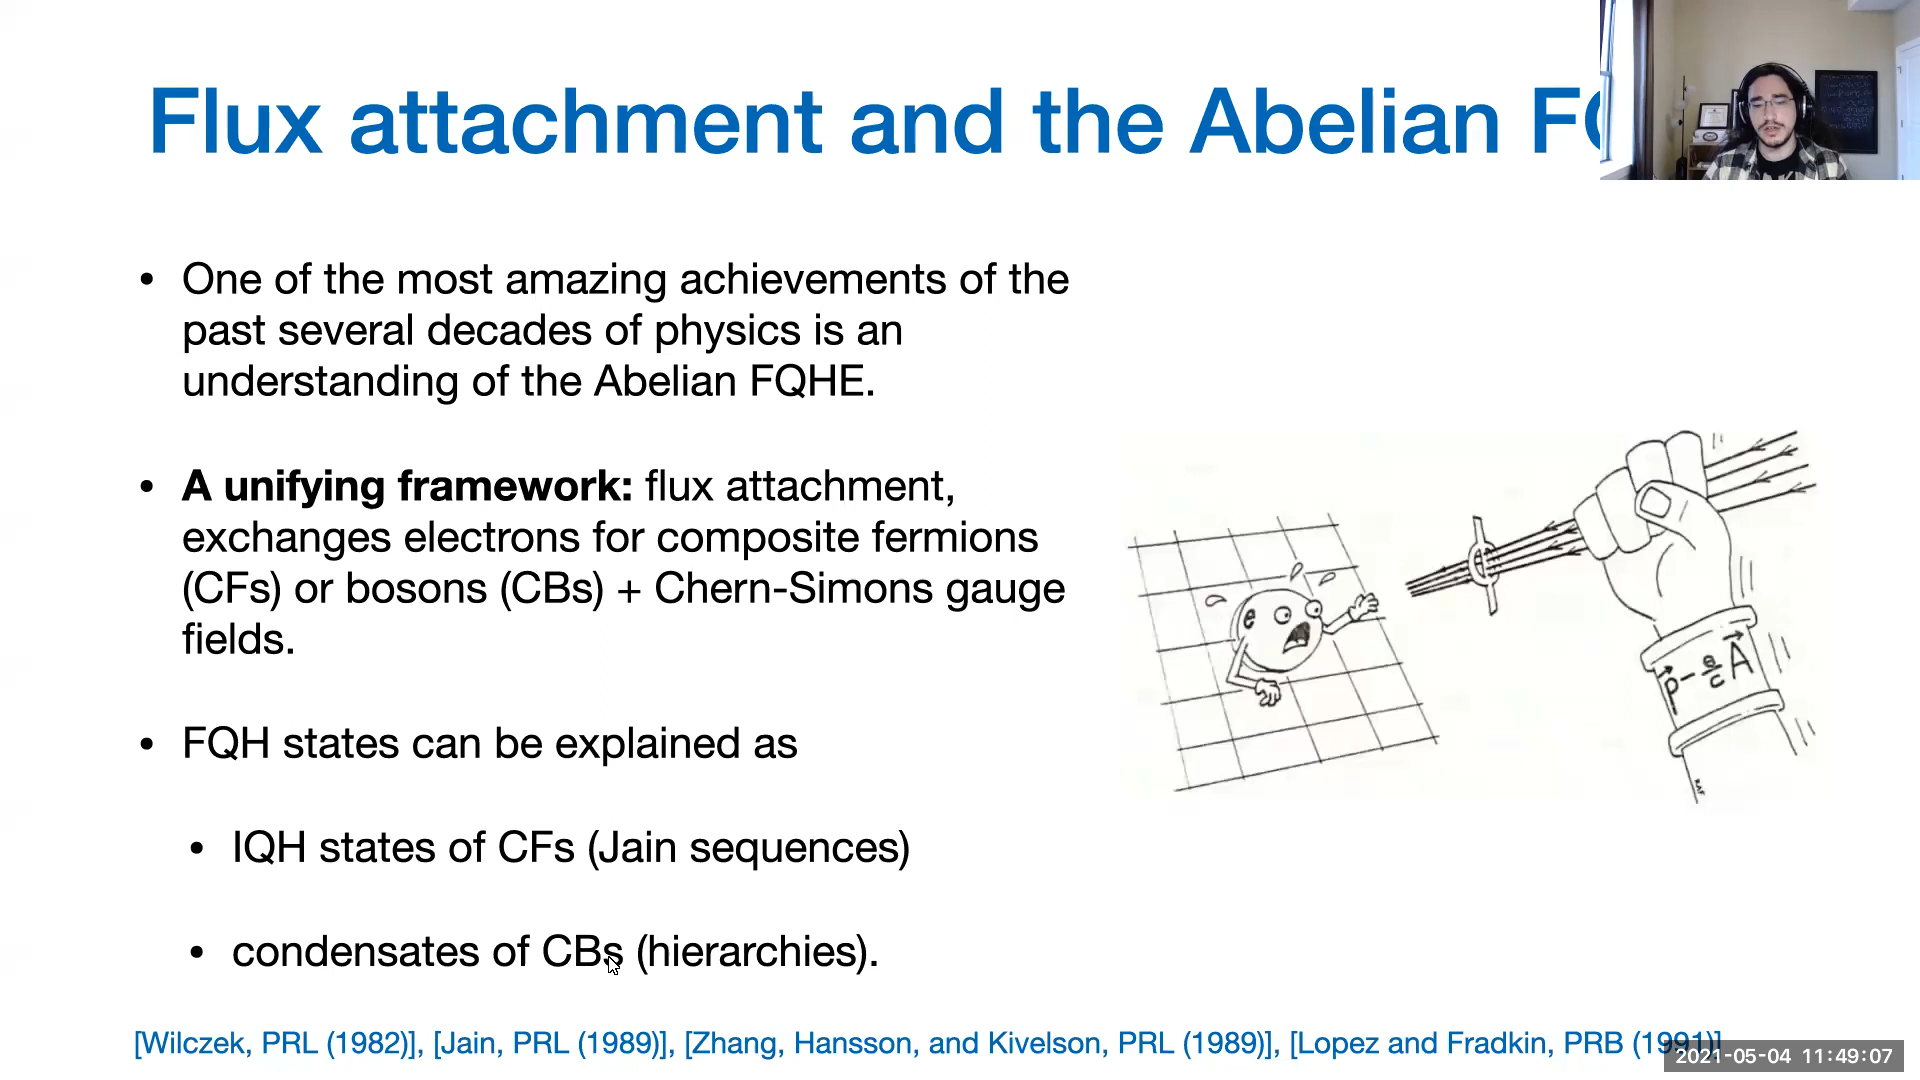 Flux attachment and the Abelian
• One of the most amazing achievements of the
past several decades of physics is an
understanding of the Abelian FQHE.
• A unifying framework: flux attachment,
exchanges electrons for composite fermions
(CFs) or bosons (CBs) + Chern-Simons gauge
fields.
• FQH states can be explained as
• IQH states of CFs (Jain sequences)
• condensates of CBs (hierarchies).
e
p - e/c A
KAF
[Wilczek, PRL (1982)], [Jain, PRL (1989)], [Zhang, Hansson, and Kivelson, PRL (1989)], [Lopez and Fradkin, PRB (1991)]
2021-05-04 11:49:07